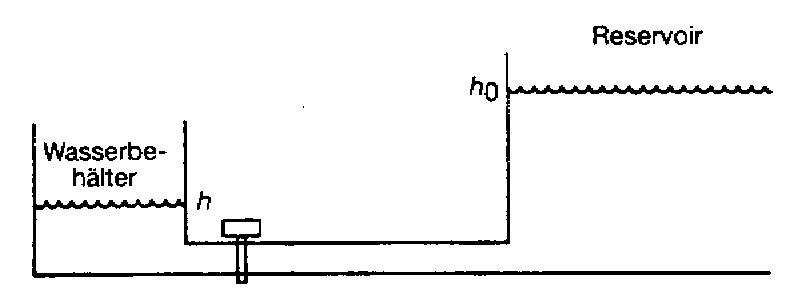 Reservoir
h0
Wasserbe-
hälter
h